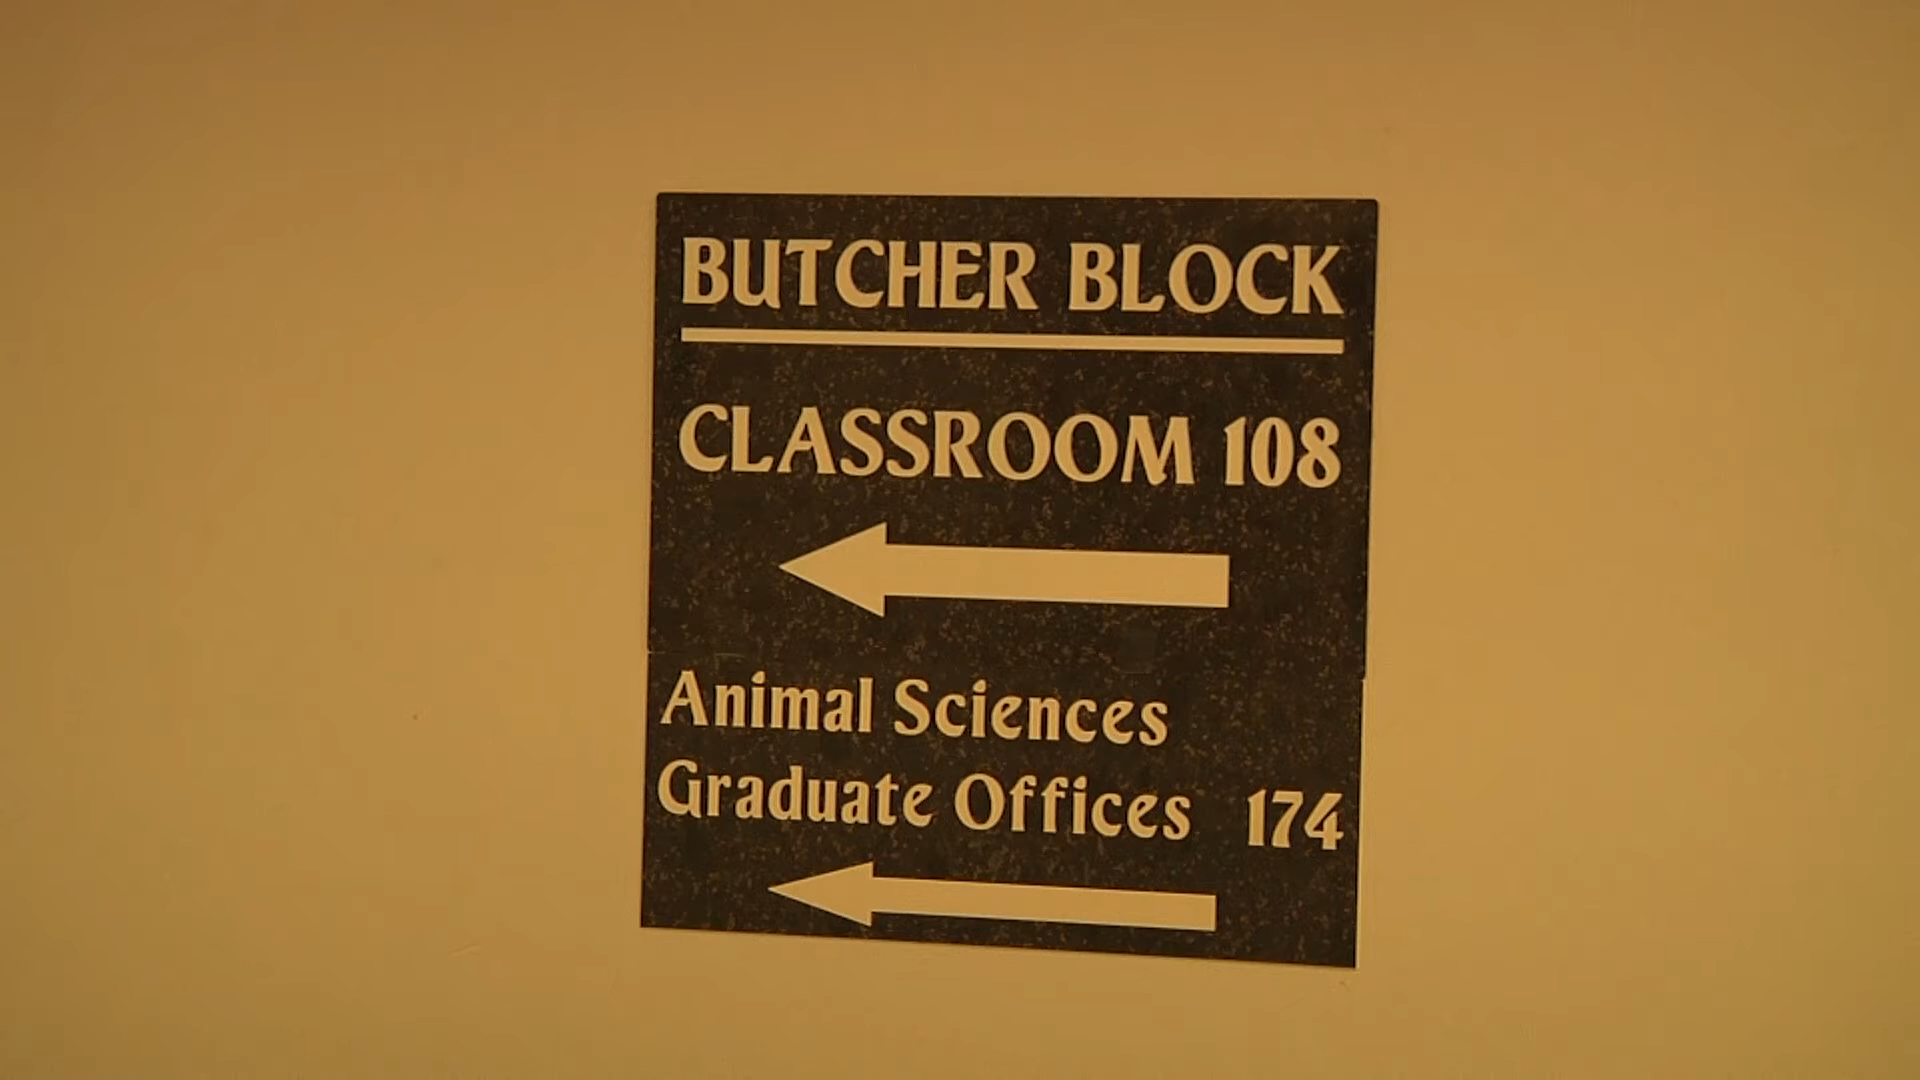 BUTCHER BLOCK
CLASSROOM 108
Animal Sciences
Graduate Offices 174